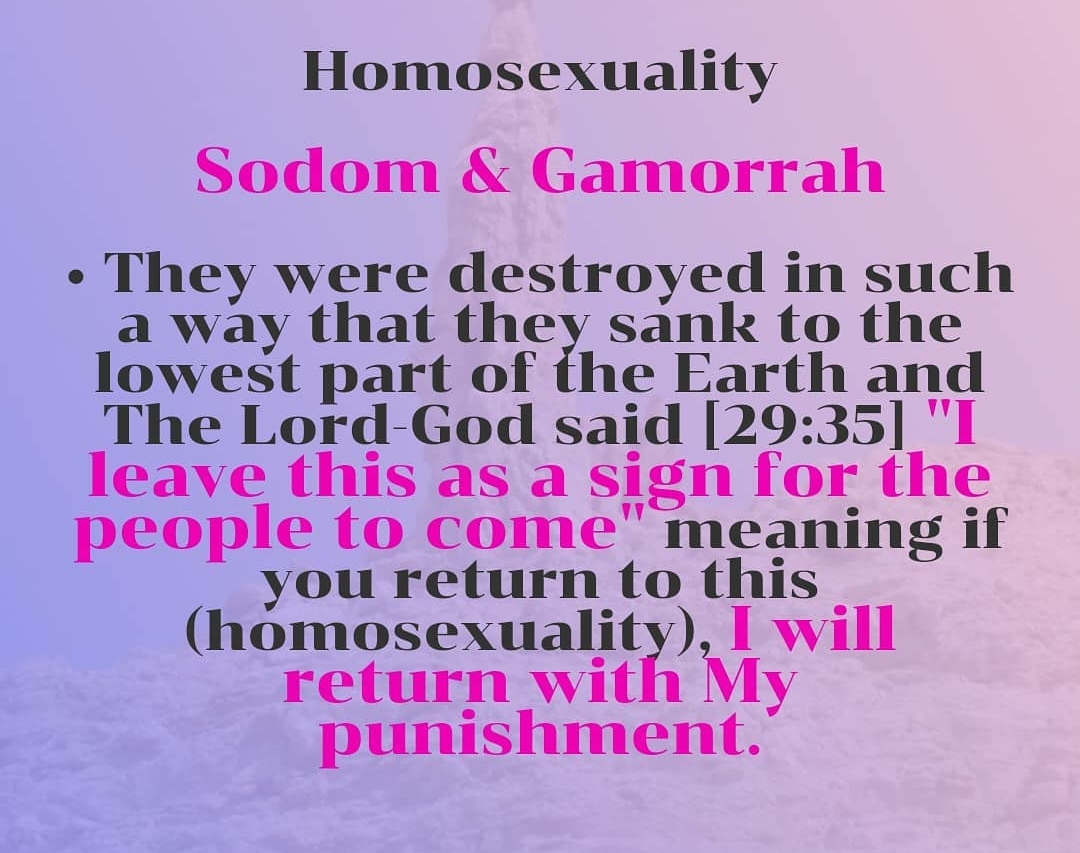 Homosexuality
Sodom & Gamorrah
• They were destroyed in such
a way that they sank to the
lowest part of the Earth and
The Lord-God said [29:35] "I
leave this as a sign for the
people to come" meaning if
you return to this
(homosexuality), I will
return with My
punishment.